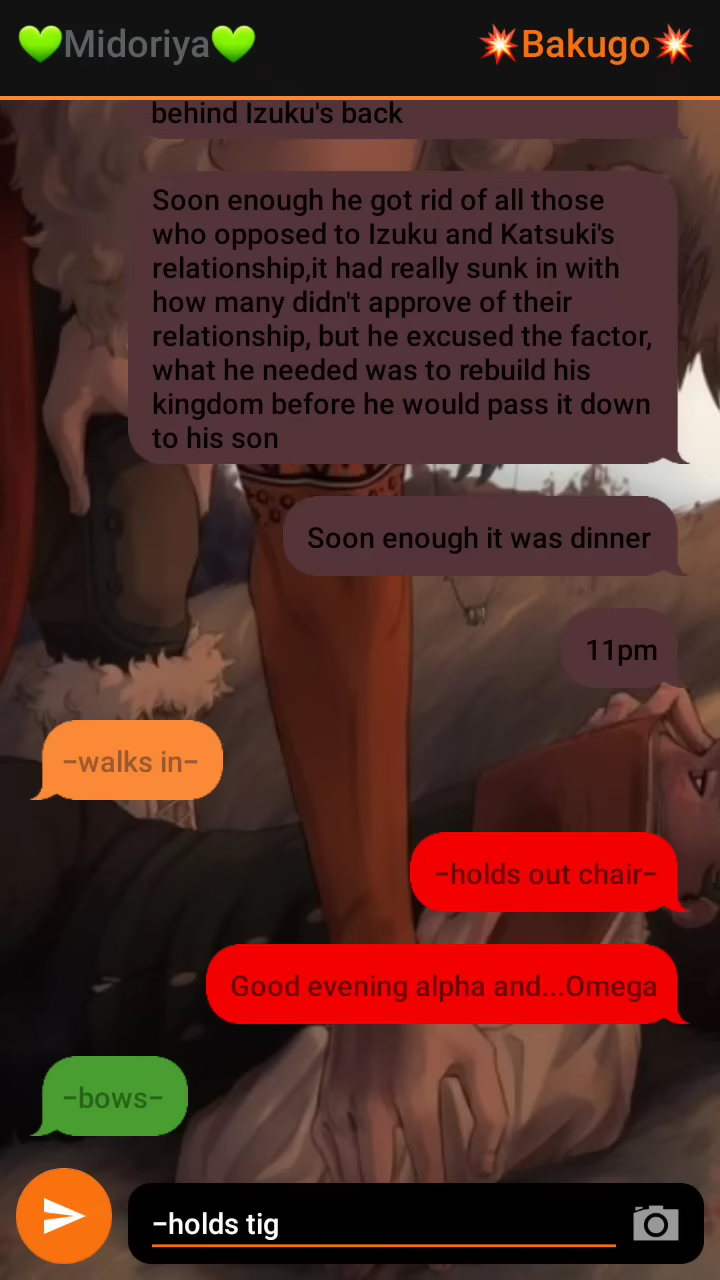 💚Midoriya💚
💥Bakugo💥
behind Izuku's back
Soon enough he got rid of all those
who opposed to Izuku and Katsuki's
relationship,it had really sunk in with
how many didn't approve of their
relationship, but he excused the factor,
what he needed was to rebuild his
kingdom before he would pass it down
to his son
Soon enough it was dinner
11pm
–walks in–
–holds out chair–
Good evening alpha and...Omega
–bows–
–holds tig